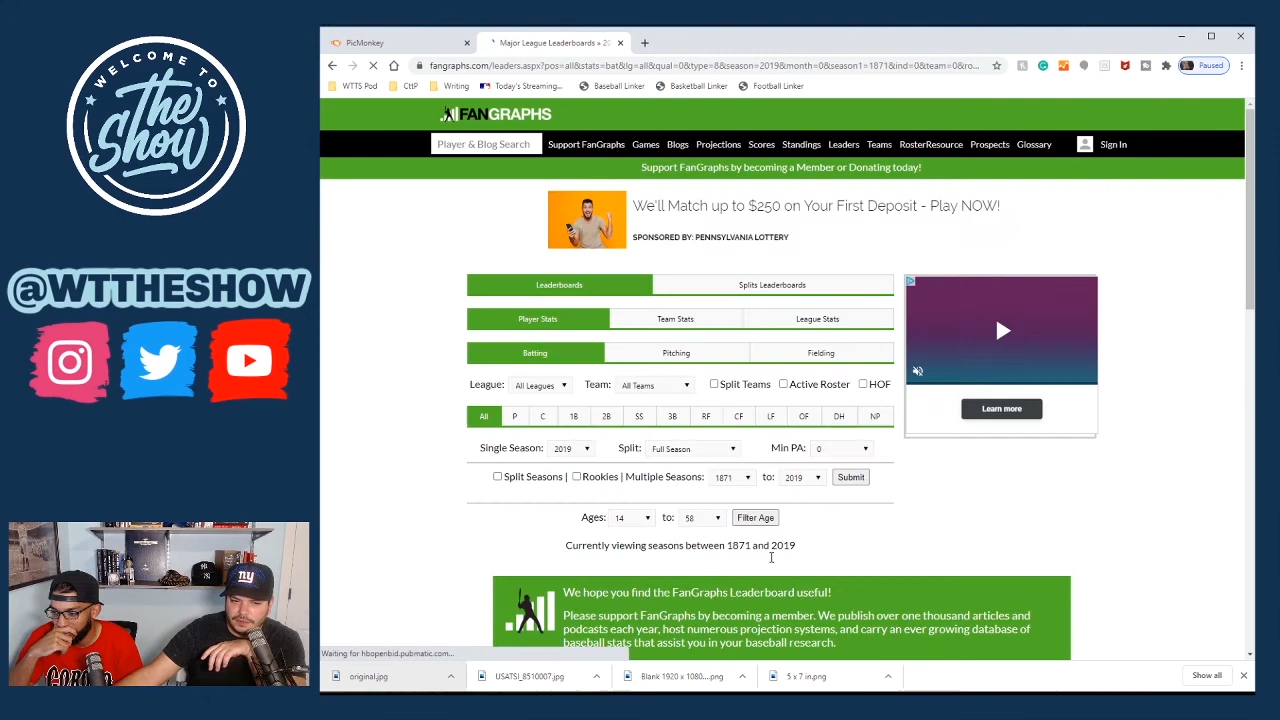 WELCOME TO
the
Show
@WTTHESHOW
NY
PicMonkey
Major League Leaderboards » 20
fangraphs.com/leaders.aspx?pos=all&stats=bat&lg=all&qual=0&type=8&season=2019&month=0&season1=1871&ind=0&team=0&ro...
Paused
WTTS Pod CttP Writing Today's Streaming... Baseball Linker Basketball Linker Football Linker
FANGRAPHS
Player & Blog Search Support FanGraphs Games Blogs Projections Scores Standings Leaders Teams RosterResource Prospects Glossary Sign In
Support FanGraphs by becoming a Member or Donating today!
We'll Match up to $250 on Your First Deposit - Play NOW!
SPONSORED BY: PENNSYLVANIA LOTTERY
Leaderboards Splits Leaderboards
Player Stats Team Stats League Stats
Batting Pitching Fielding
League: All Leagues Team: All Teams Split Teams Active Roster HOF
All P C 1B 2B SS 3B RF CF LF OF DH NP
Learn more
Single Season: 2019 Split: Full Season Min PA: 0
Split Seasons | Rookies | Multiple Seasons: 1871 to: 2019 Submit
Ages: 14 to: 58 Filter Age
Currently viewing seasons between 1871 and 2019
We hope you find the FanGraphs Leaderboard useful!
Please support FanGraphs by becoming a member. We publish over one thousand articles and
podcasts each year, host numerous projection systems, and carry an ever growing database of
baseball stats that assist you in your baseball research.
Waiting for hbopenbid.pubmatic.com...
original.jpg USATSI_8510007.jpg Blank 1920 x 1080....png 5 x 7 in.png Show all